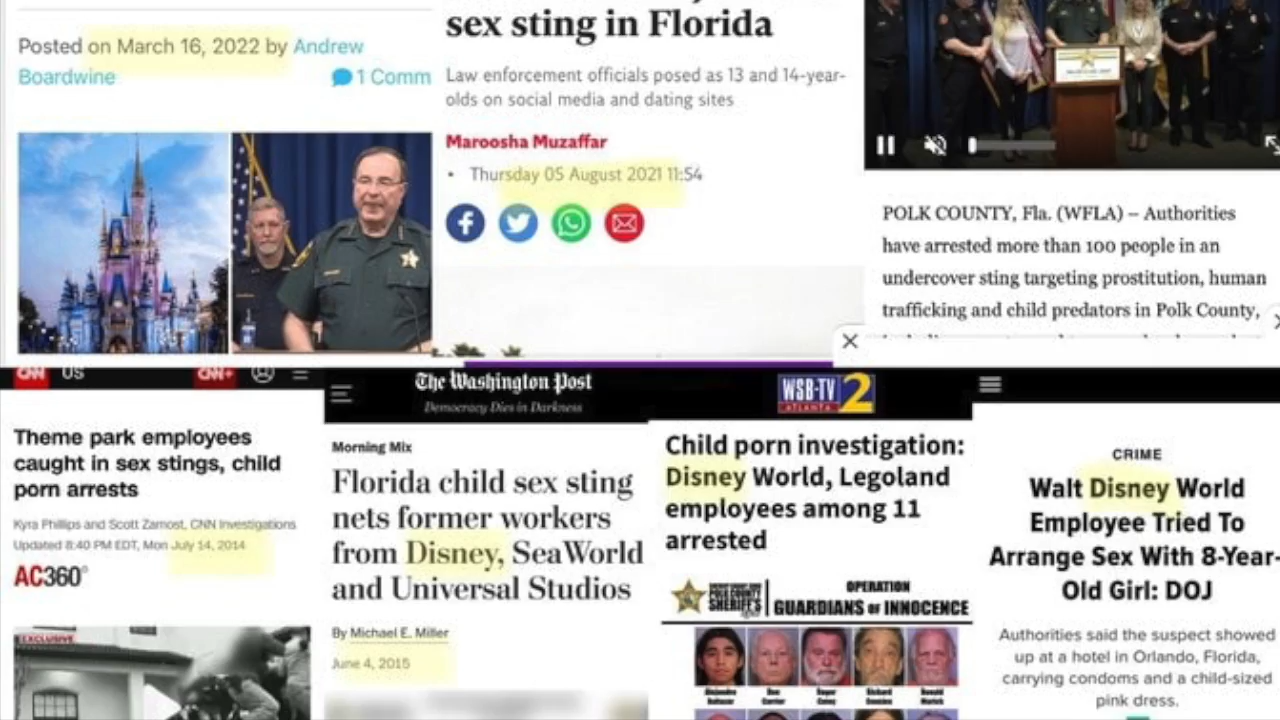 Posted on March 16, 2022 by Andrew
Boardwine
1 Comm
sex sting in Florida
Law enforcement officials posed as 13 and 14-year-
olds on social media and dating sites
Maroosha Muzaffar
• Thursday 05 August 2021 11:54
POLK COUNTY, Fla. (WFLA) – Authorities
have arrested more than 100 people in an
undercover sting targeting prostitution, human
trafficking and child predators in Polk County,
CNN US CNN+
Theme park employees
caught in sex stings, child
porn arrests
Kyra Phillips and Scott Zamost, CNN Investigations
Updated 8:40 PM EDT, Mon July 14, 2014
AC360°
EXCLUSIVE
The Washington Post
Democracy Dies in Darkness
Morning Mix
Florida child sex sting
nets former workers
from Disney, SeaWorld
and Universal Studios
By Michael E. Miller
June 4, 2015
WSB-TV 2
ATLANTA
Child porn investigation:
Disney World, Legoland
employees among 11
arrested
POLK COUNTY
SHERIFF'S
OPERATION
GUARDIANS OF INNOCENCE
CRIME
Walt Disney World
Employee Tried To
Arrange Sex With 8-Year-
Old Girl: DOJ
Authorities said the suspect showed
up at a hotel in Orlando, Florida,
carrying condoms and a child-sized
pink dress.